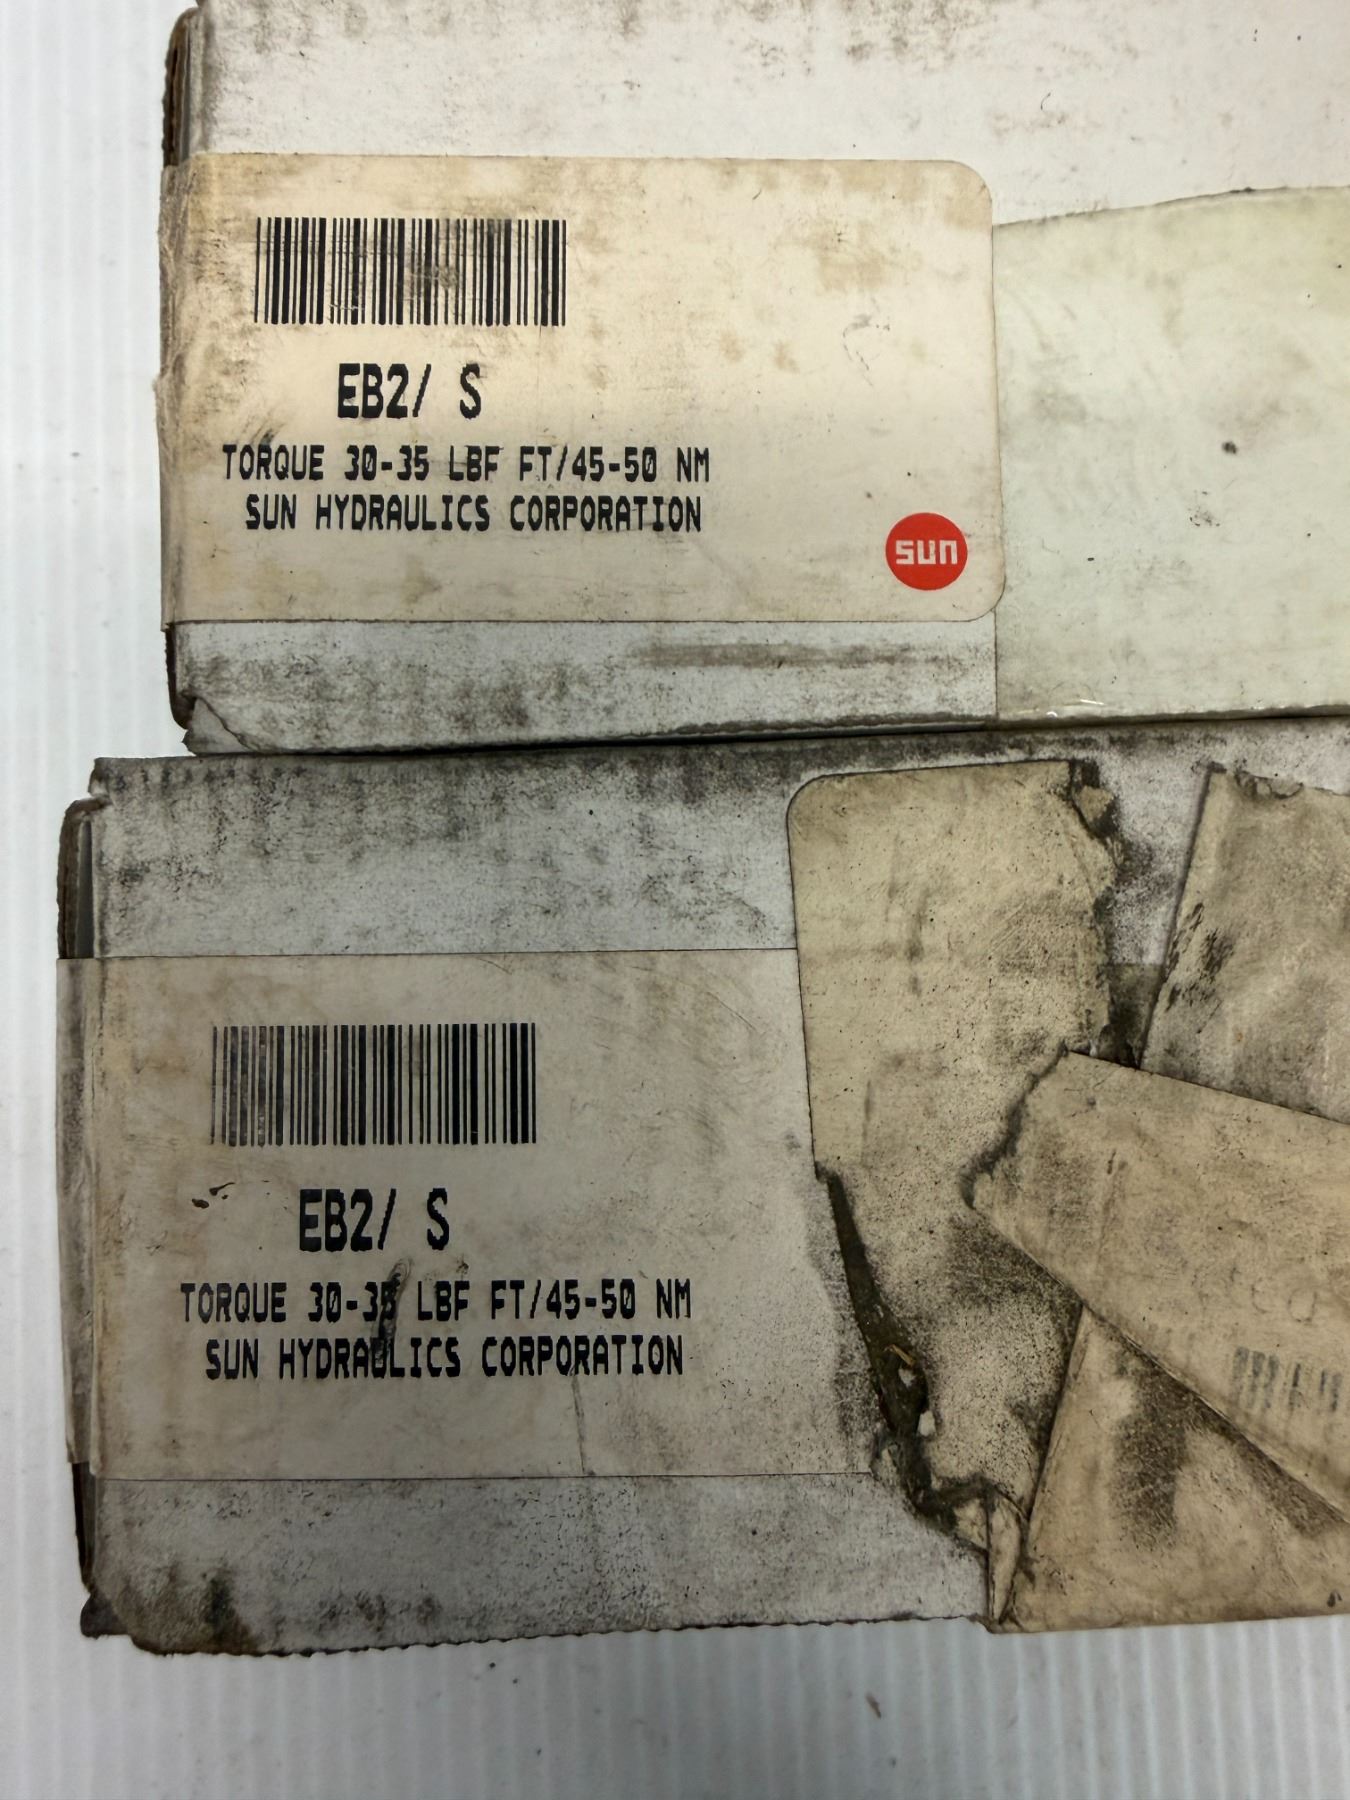 EB2/ S
TORQUE 30-35 LBF FT/45-50 NM
SUN HYDRAULICS CORPORATION
sun
EB2/ S
TORQUE 30-35 LBF FT/45-50 NM
SUN HYDRAULICS CORPORATION